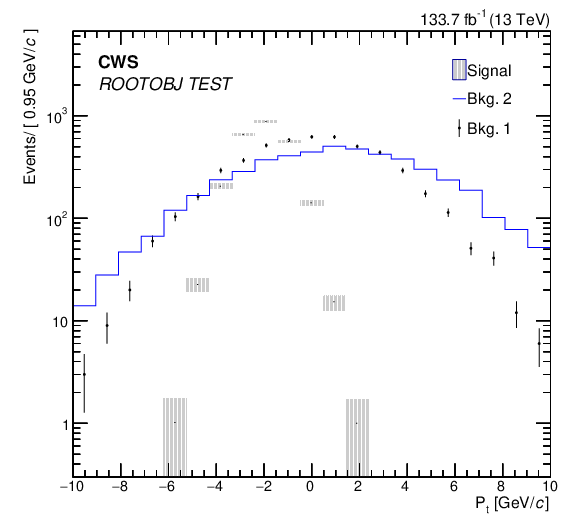 133.7 fb⁻¹ (13 TeV)
CWS
ROOTOBJ TEST
Signal
Bkg. 2
Bkg. 1
Events/ [ 0.95 GeV/c ]
10³
10²
10
1
−10 −8 −6 −4 −2 0 2 4 6 8 10
Pₜ [GeV/c]